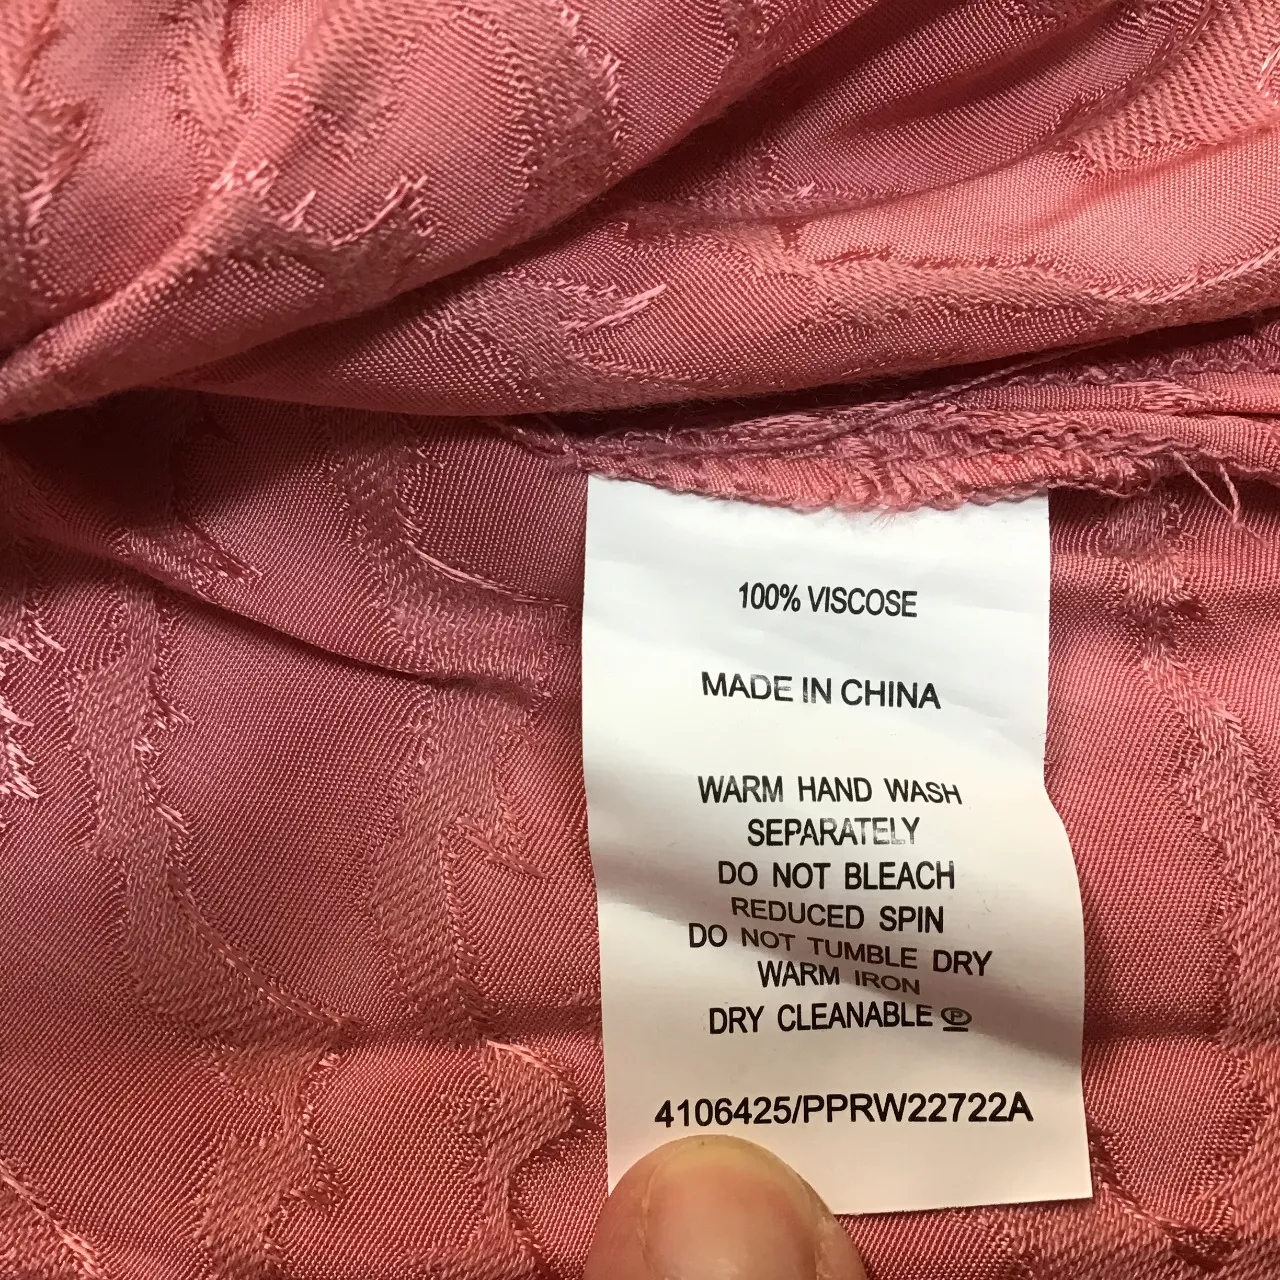 100% VISCOSE
MADE IN CHINA
WARM HAND WASH
SEPARATELY
DO NOT BLEACH
REDUCED SPIN
DO NOT TUMBLE DRY
WARM IRON
DRY CLEANABLE Ⓟ
4106425/PPRW22722A